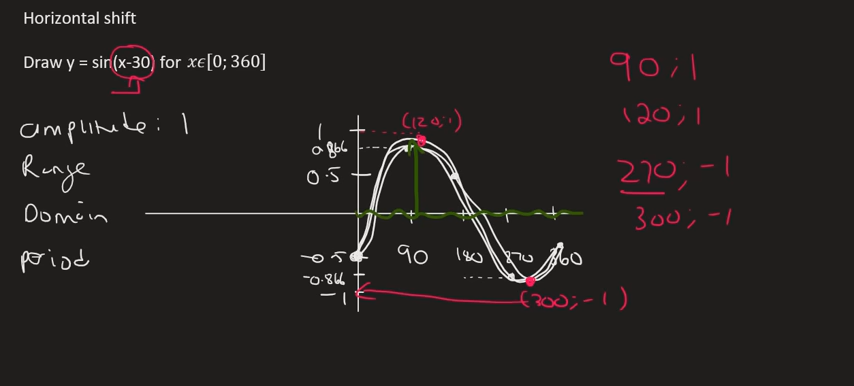 Horizontal shift
Draw y = sin(x-30) for xϵ[0; 360]
90 ; 1
(120 ; 1)
120 ; 1
amplitude : 1
1
0.866
Range
0.5
270 ; -1
Domain
300 ; -1
period
-0.5
90
180
270
360
-0.866
-1
(300 ; -1)